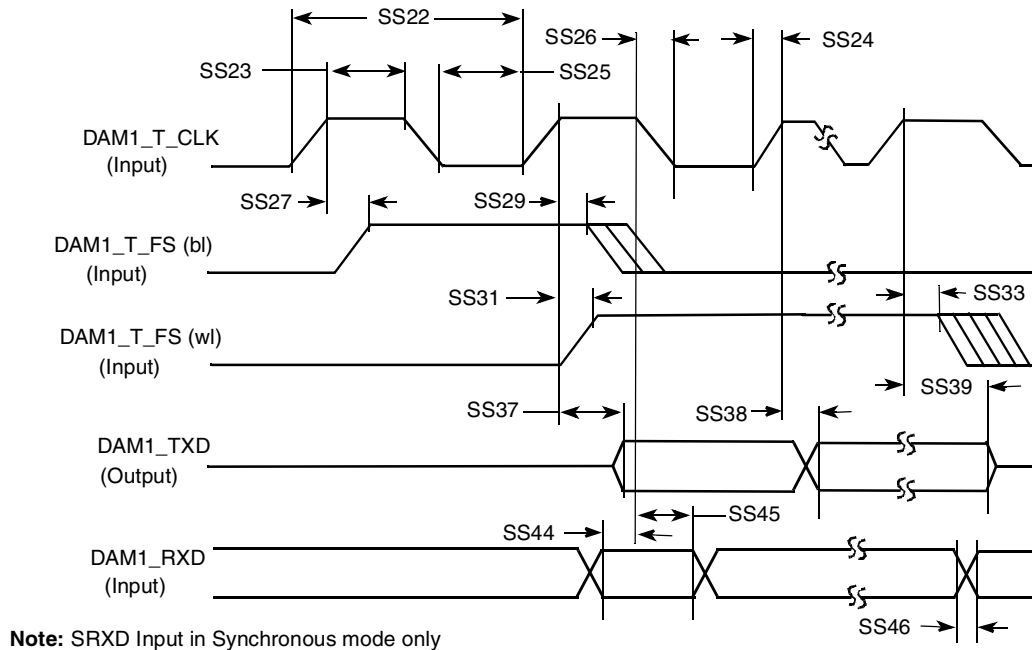 SS22
SS26
SS24
SS23
SS25
DAM1_T_CLK
(Input)
SS27
SS29
DAM1_T_FS (bl)
(Input)
SS31
SS33
DAM1_T_FS (wl)
(Input)
SS39
SS37
SS38
DAM1_TXD
(Output)
SS44
SS45
DAM1_RXD
(Input)
SS46
Note: SRXD Input in Synchronous mode only